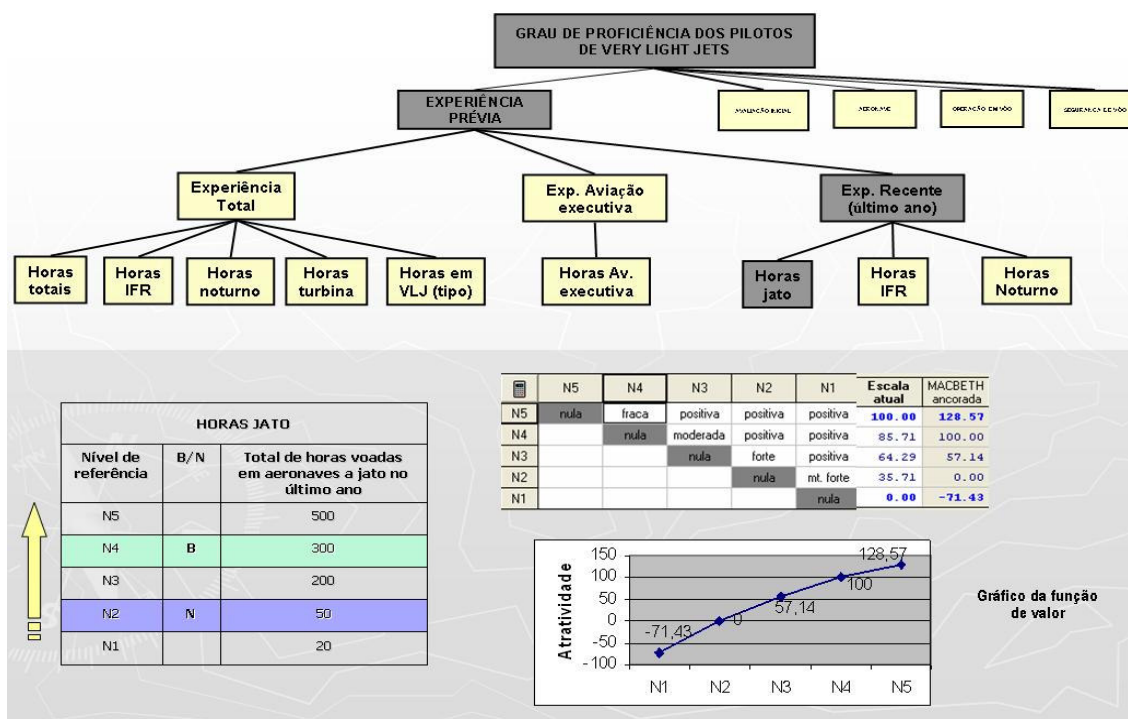 GRAU DE PROFICIÊNCIA DOS PILOTOS
DE VERY LIGHT JETS
EXPERIÊNCIA
PRÉVIA
AVALIAÇÃO INICIAL
AERONAVE
OPERAÇÃO EM VÔO
SEGURANÇA DE VÔO
Experiência
Total
Exp. Aviação
executiva
Exp. Recente
(último ano)
Horas
totais
Horas
IFR
Horas
noturno
Horas
turbina
Horas em
VLJ (tipo)
Horas Av.
executiva
Horas
jato
Horas
IFR
Horas
Noturno
HORAS JATO
Nível de
referência
B/N
Total de horas voadas
em aeronaves a jato no
último ano
N5 500
N4 B 300
N3 200
N2 N 50
N1 20
N5 N4 N3 N2 N1 Escala
atual
MACBETH
ancorada
N5 nula fraca positiva positiva positiva 100.00 128.57
N4 nula moderada positiva positiva 85.71 100.00
N3 nula forte positiva 64.29 57.14
N2 nula mt. forte 35.71 0.00
N1 nula 0.00 -71.43
Atratividade
150
100
50
0
-50
-100
-71,43
0
57,14
100
128,57
N1 N2 N3 N4 N5
Gráfico da função
de valor